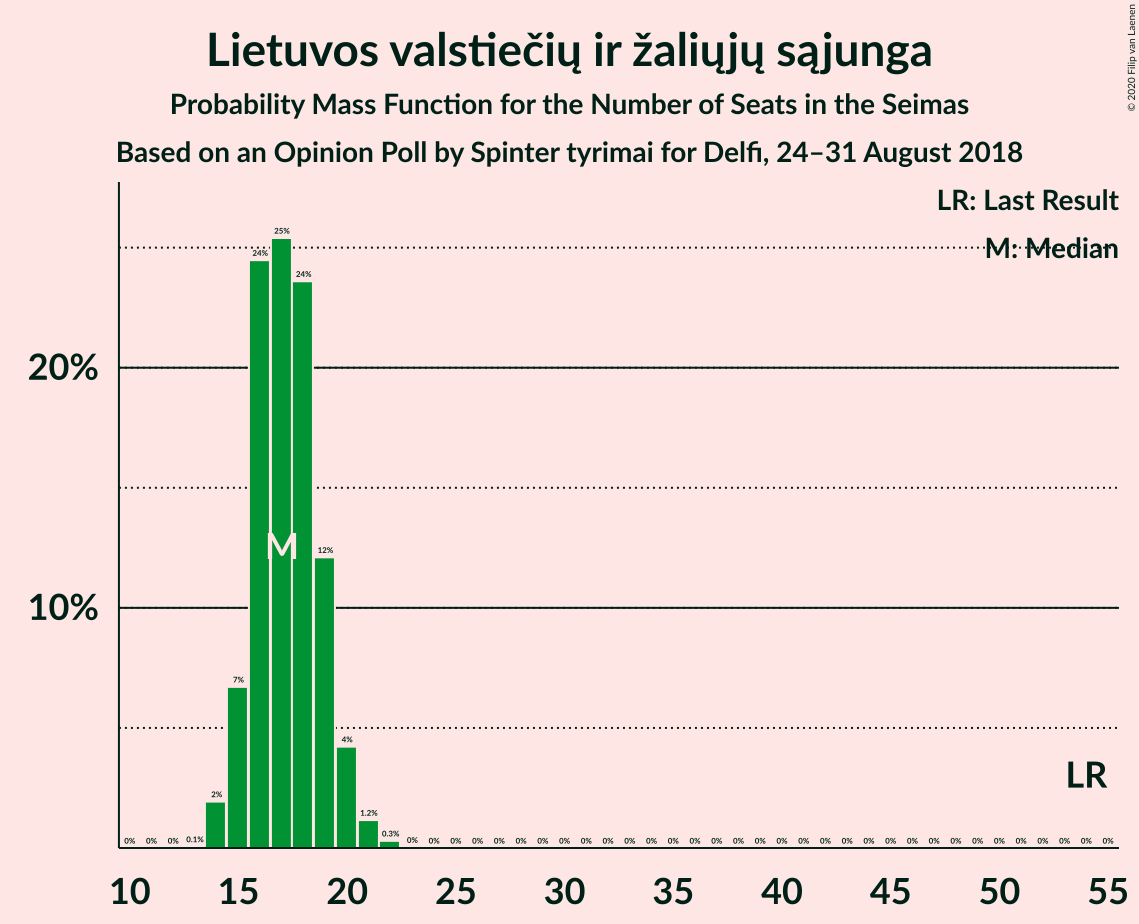 Lietuvos valstiečių ir žaliųjų sąjunga
Probability Mass Function for the Number of Seats in the Seimas
Based on an Opinion Poll by Spinter tyrimai for Delfi, 24–31 August 2018
© 2020 Filip van Laenen
LR: Last Result
M: Median
20%
10%
0% 0% 0% 0.1% 2% 7% 24% 25% 24% 12% 4% 1.2% 0.3% 0% 0% 0% 0% 0% 0% 0% 0% 0% 0% 0% 0% 0% 0% 0% 0% 0% 0% 0% 0% 0% 0% 0% 0% 0% 0% 0% 0% 0% 0% 0% 0% 0%
M
LR
10 15 20 25 30 35 40 45 50 55